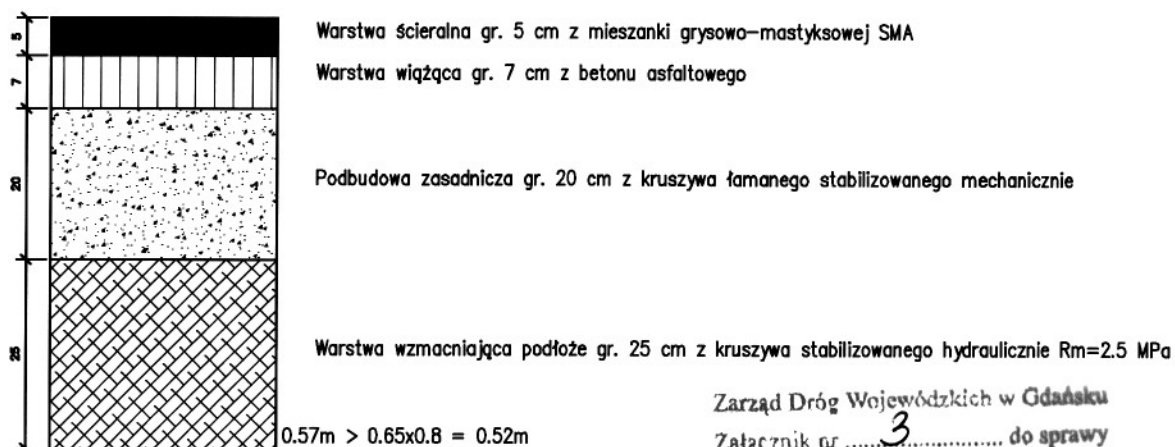 5
Warstwa ścieralna gr. 5 cm z mieszanki grysowo-mastyksowej SMA
7
Warstwa wiążąca gr. 7 cm z betonu asfaltowego
20
Podbudowa zasadnicza gr. 20 cm z kruszywa łamanego stabilizowanego mechanicznie
25
Warstwa wzmacniająca podłoże gr. 25 cm z kruszywa stabilizowanego hydraulicznie Rm=2.5 MPa
Zarząd Dróg Wojewódzkich w Gdańsku
0.57m > 0.65x0.8 = 0.52m
Załącznik nr ......3.................. do sprawy